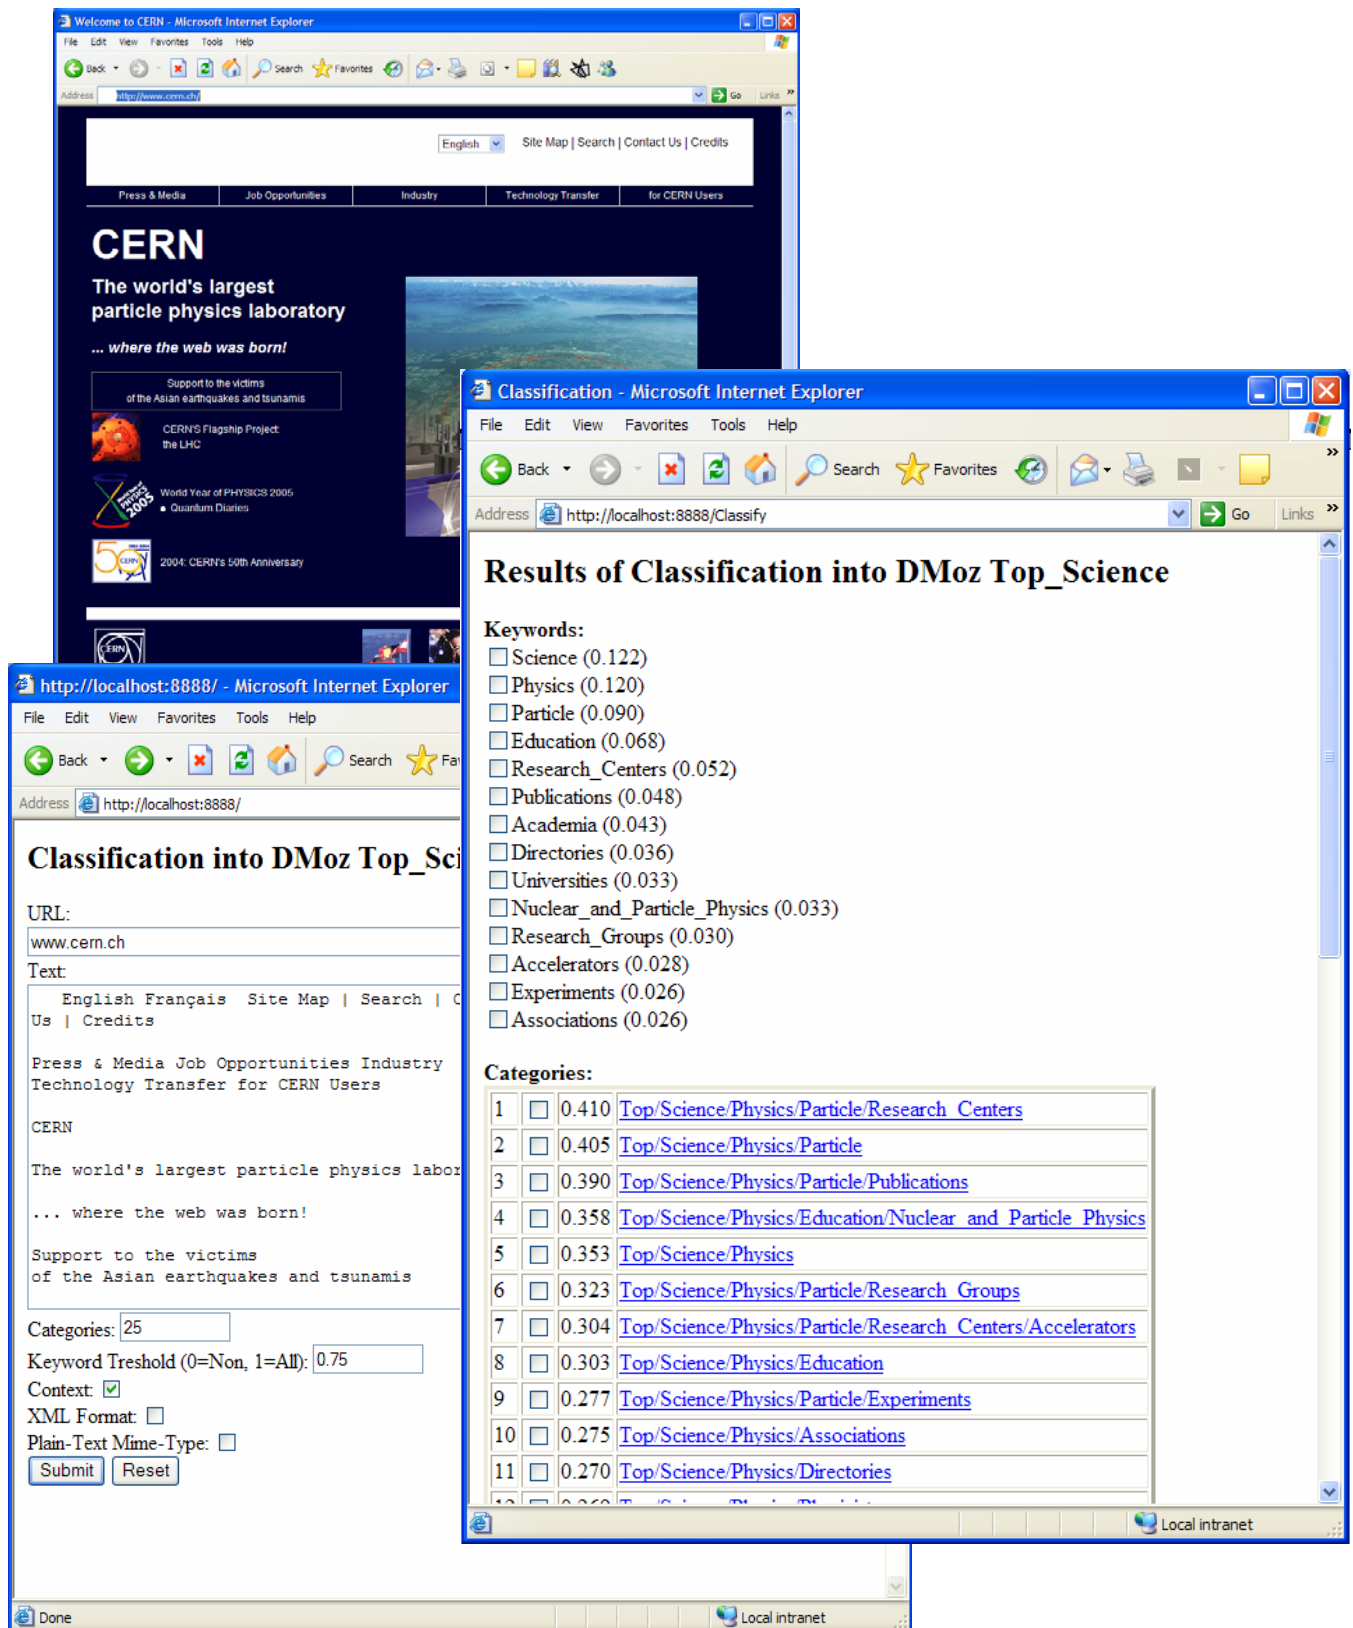 Welcome to CERN - Microsoft Internet Explorer
File Edit View Favorites Tools Help
Back Search Favorites
Address http://www.cern.ch/ Go Links »
English Site Map | Search | Contact Us | Credits
Press & Media Job Opportunities Industry Technology Transfer for CERN Users
CERN
The world's largest
particle physics laboratory
... where the web was born!
Support to the victims
of the Asian earthquakes and tsunamis
CERN'S Flagship Project
the LHC
World Year of PHYSICS 2005
• Quantum Diaries
PHYSICS
2005
50
CERN
2004: CERN's 50th Anniversary
CERN
http://localhost:8888/ - Microsoft Internet Explorer
File Edit View Favorites Tools Help
Back Search Fa
Address http://localhost:8888/
Classification into DMoz Top_Sci
URL:
www.cern.ch
Text:
English Français Site Map | Search | C
Us | Credits
Press & Media Job Opportunities Industry
Technology Transfer for CERN Users
CERN
The world's largest particle physics labor
... where the web was born!
Support to the victims
of the Asian earthquakes and tsunamis
Categories: 25
Keyword Treshold (0=Non, 1=All): 0.75
Context:
XML Format:
Plain-Text Mime-Type:
Submit Reset
Done Local intranet
Classification - Microsoft Internet Explorer
File Edit View Favorites Tools Help
Back Search Favorites »
Address http://localhost:8888/Classify Go Links »
Results of Classification into DMoz Top_Science
Keywords:
Science (0.122)
Physics (0.120)
Particle (0.090)
Education (0.068)
Research_Centers (0.052)
Publications (0.048)
Academia (0.043)
Directories (0.036)
Universities (0.033)
Nuclear_and_Particle_Physics (0.033)
Research_Groups (0.030)
Accelerators (0.028)
Experiments (0.026)
Associations (0.026)
Categories:
1 0.410 Top/Science/Physics/Particle/Research_Centers
2 0.405 Top/Science/Physics/Particle
3 0.390 Top/Science/Physics/Particle/Publications
4 0.358 Top/Science/Physics/Education/Nuclear_and_Particle_Physics
5 0.353 Top/Science/Physics
6 0.323 Top/Science/Physics/Particle/Research_Groups
7 0.304 Top/Science/Physics/Particle/Research_Centers/Accelerators
8 0.303 Top/Science/Physics/Education
9 0.277 Top/Science/Physics/Particle/Experiments
10 0.275 Top/Science/Physics/Associations
11 0.270 Top/Science/Physics/Directories
Local intranet